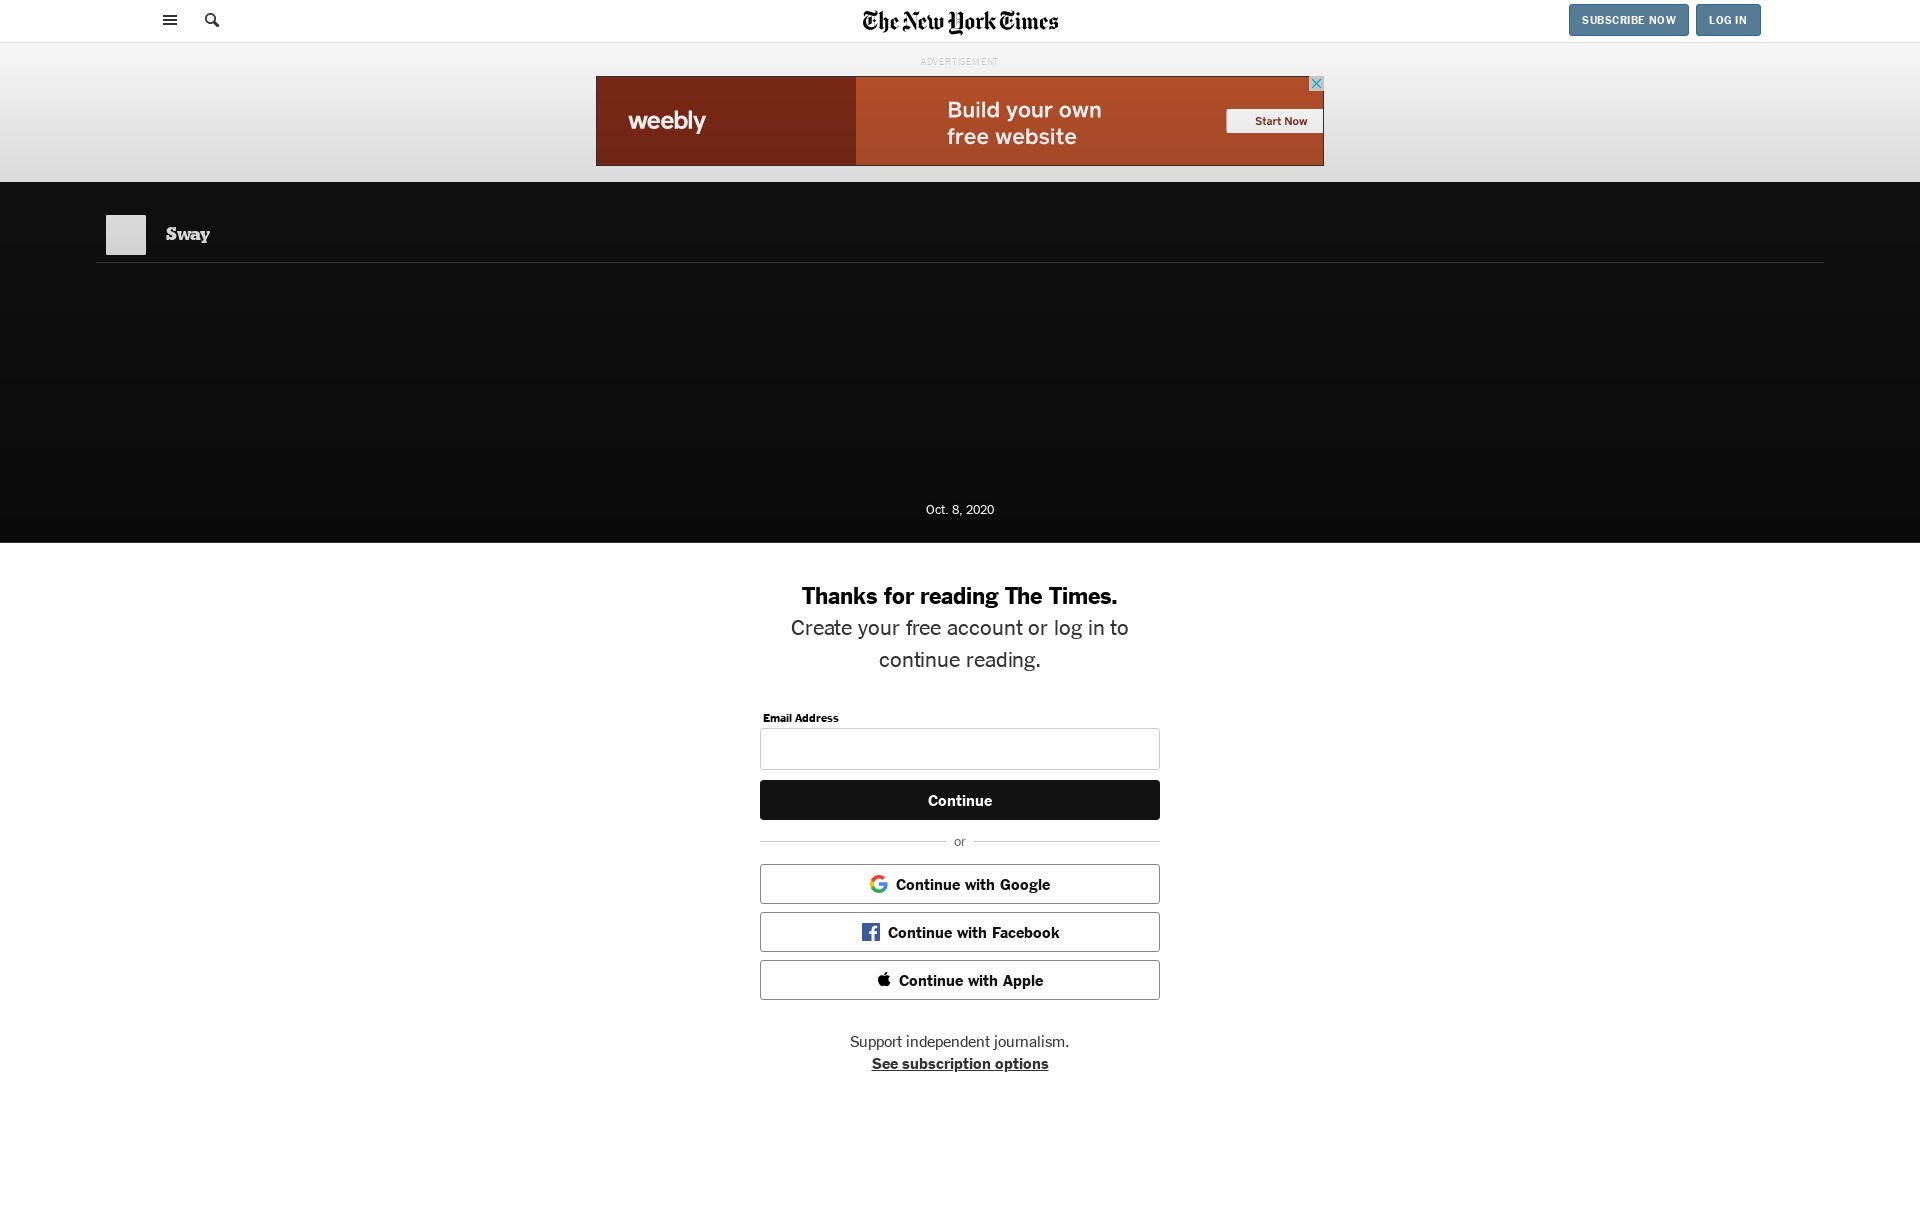 The New York Times
SUBSCRIBE NOW
LOG IN
ADVERTISEMENT
weebly
Build your own
free website
Start Now
Sway
Oct. 8, 2020
Thanks for reading The Times.
Create your free account or log in to
continue reading.
Email Address
Continue
or
Continue with Google
Continue with Facebook
Continue with Apple
Support independent journalism.
See subscription options